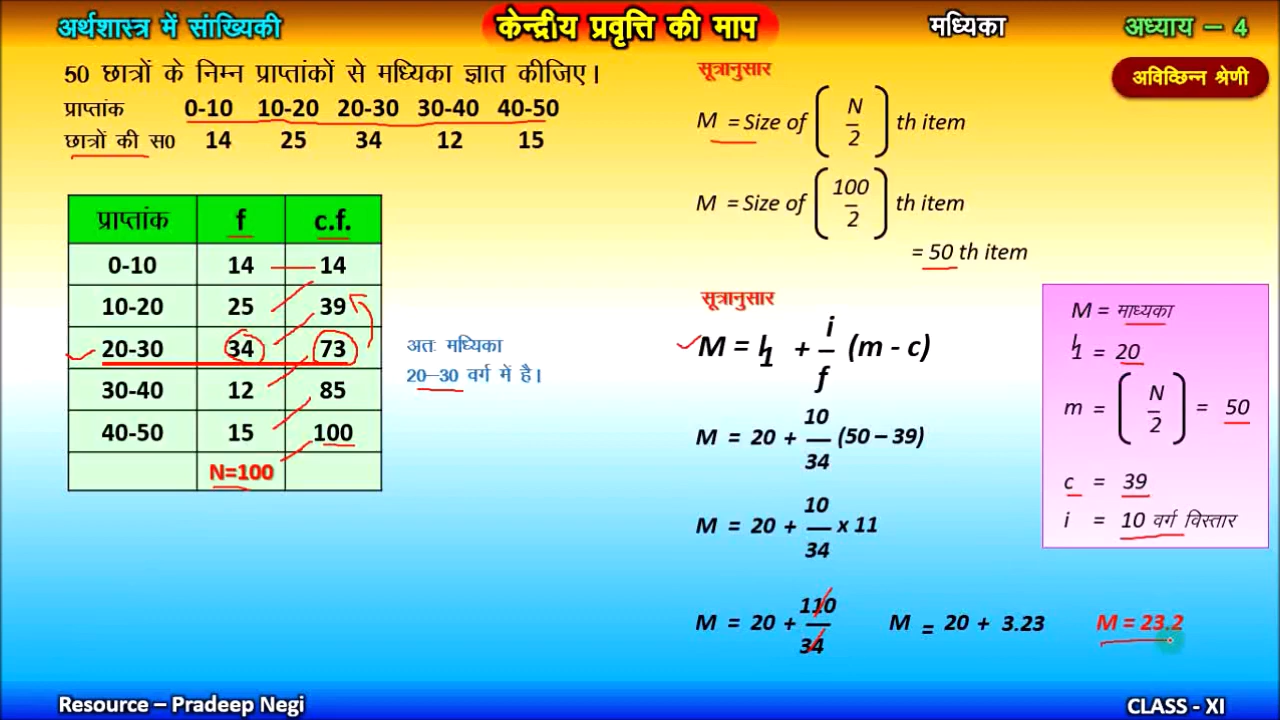 अर्थशास्त्र में सांख्यिकी
केन्द्रीय प्रवृत्ति की माप
मध्यिका
अध्याय – 4
50 छात्रों के निम्न प्राप्तांकों से मध्यिका ज्ञात कीजिए।
प्राप्तांक 0-10 10-20 20-30 30-40 40-50
छात्रों की स0 14 25 34 12 15
प्राप्तांक f c.f.
0-10 14 14
10-20 25 39
20-30 34 73
30-40 12 85
40-50 15 100
N=100
अतः मध्यिका
20–30 वर्ग में है।
सूत्रानुसार
अविच्छिन्न श्रेणी
M = Size of ( N/2 ) th item
M = Size of ( 100/2 ) th item
= 50 th item
सूत्रानुसार
M = l1 + i/f (m - c)
M = 20 + 10/34 (50 – 39)
M = 20 + 10/34 x 11
M = 20 + 110/34 M = 20 + 3.23 M = 23.2
M = माध्यका
l1 = 20
m = ( N/2 ) = 50
c = 39
i = 10 वर्ग विस्तार
Resource – Pradeep Negi
CLASS - XI